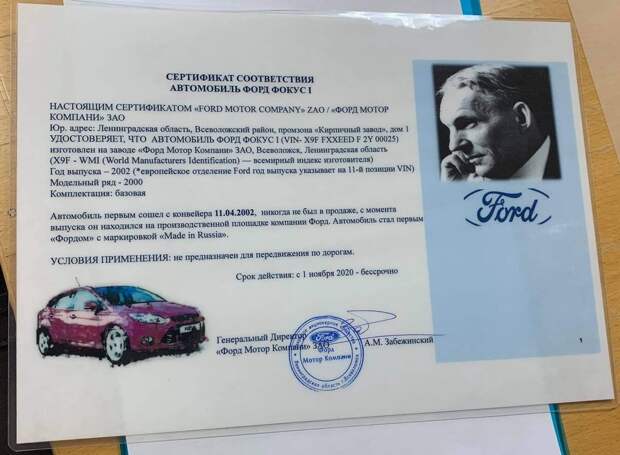 СЕРТИФИКАТ СООТВЕТСТВИЯ
АВТОМОБИЛЬ ФОРД ФОКУС I
НАСТОЯЩИМ СЕРТИФИКАТОМ «FORD MOTOR COMPANY» ZAO / «ФОРД МОТОР
КОМПАНИ» ЗАО
Юр. адрес: Ленинградская область, Всеволожский район, промзона «Кирпичный завод», дом 1
УДОСТОВЕРЯЕТ, ЧТО АВТОМОБИЛЬ ФОРД ФОКУС I (VIN- X9F FXXEED F 2Y 00025)
изготовлен на заводе «Форд Мотор Компани» ЗАО, Всеволожск, Ленинградская область
(X9F - WMI (World Manufacturers Identification) — всемирный индекс изготовителя)
Год выпуска – 2002 (*европейское отделение Ford год выпуска указывает на 11-й позиции VIN)
Модельный ряд - 2000
Комплектация: базовая
Автомобиль первым сошел с конвейера 11.04.2002, никогда не был в продаже, с момента
выпуска он находился на производственной площадке компании Форд. Автомобиль стал первым
«Фордом» с маркировкой «Made in Russia».
УСЛОВИЯ ПРИМЕНЕНИЯ: не предназначен для передвижения по дорогам.
Срок действия: с 1 ноября 2020 - бессрочно
Генеральный Директор
«Форд Мотор Компани» ЗАО
А.М. Забежинский
Ford
Форд
Мотор Компани
Ford
1